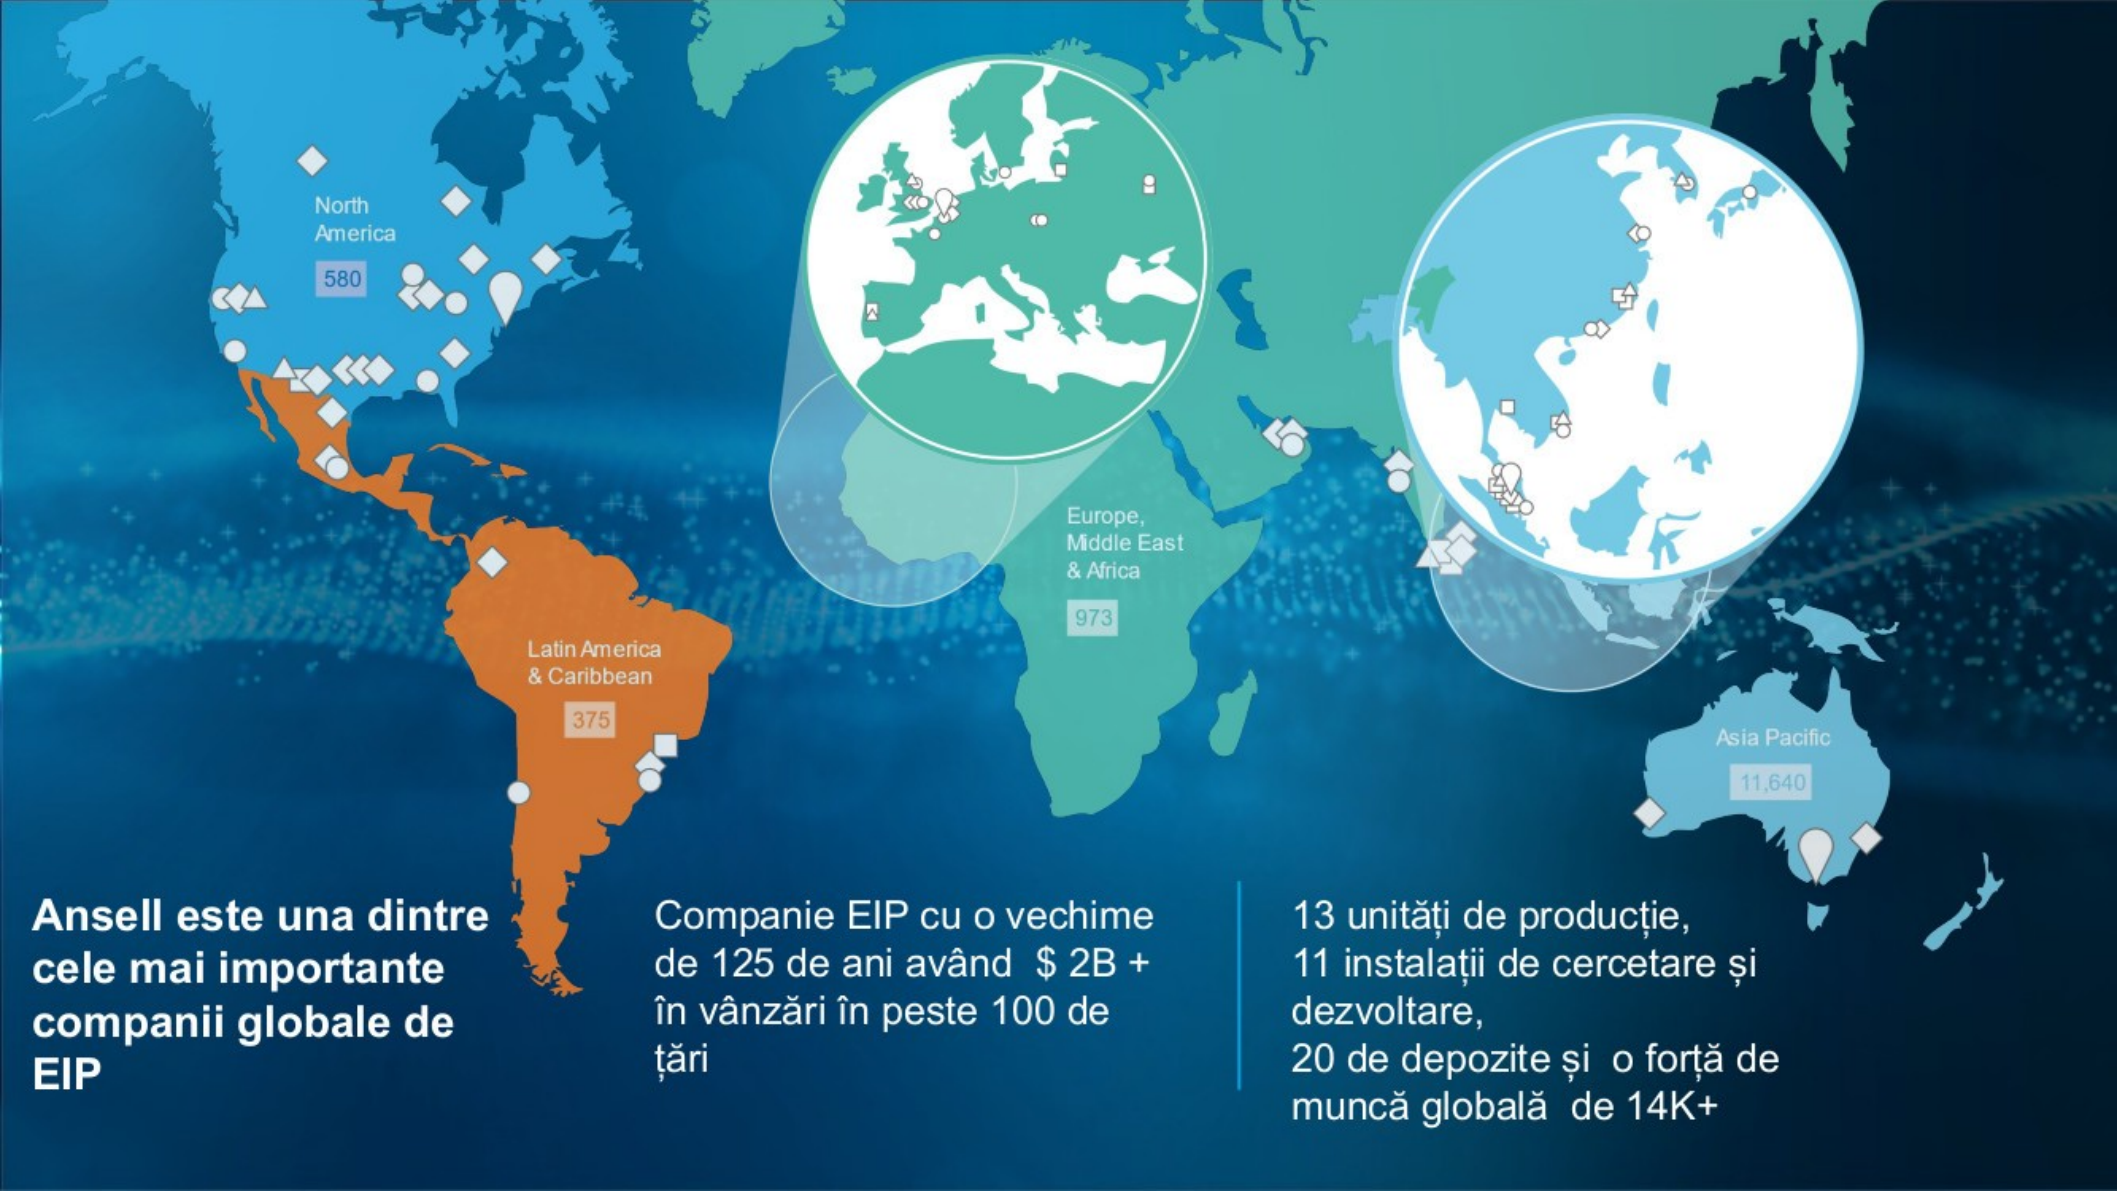 North
America
580
Latin America
& Caribbean
375
Europe,
Middle East
& Africa
973
Asia Pacific
11,640
Ansell este una dintre
cele mai importante
companii globale de
EIP
Companie EIP cu o vechime
de 125 de ani având $ 2B +
în vânzări în peste 100 de
țări
13 unități de producție,
11 instalații de cercetare și
dezvoltare,
20 de depozite și o forță de
muncă globală de 14K+